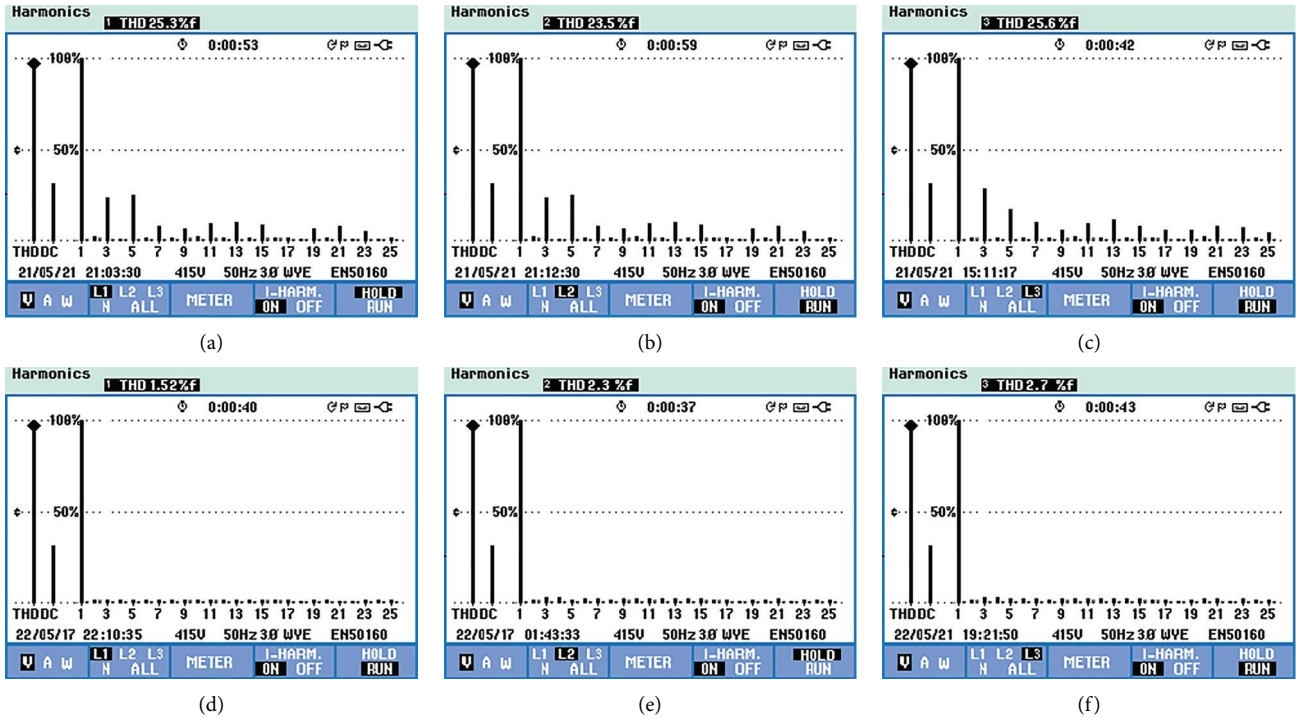 Harmonics
1 THD 25.3%f
0:00:53
100%
50%
THD DC 1 3 5 7 9 11 13 15 17 19 21 23 25
21/05/21 21:03:30 415V 50Hz 3Ø WYE EN50160
V A W L1 L2 L3 N ALL METER I-HARM. ON OFF HOLD RUN
(a)
Harmonics
2 THD 23.5%f
0:00:59
100%
50%
THD DC 1 3 5 7 9 11 13 15 17 19 21 23 25
21/05/21 21:12:30 415V 50Hz 3Ø WYE EN50160
V A W L1 L2 L3 N ALL METER I-HARM. ON OFF HOLD RUN
(b)
Harmonics
3 THD 25.6%f
0:00:42
100%
50%
THD DC 1 3 5 7 9 11 13 15 17 19 21 23 25
21/05/21 15:11:17 415V 50Hz 3Ø WYE EN50160
V A W L1 L2 L3 N ALL METER I-HARM. ON OFF HOLD RUN
(c)
Harmonics
1 THD 1.52%f
0:00:40
100%
50%
THD DC 1 3 5 7 9 11 13 15 17 19 21 23 25
22/05/17 22:10:35 415V 50Hz 3Ø WYE EN50160
V A W L1 L2 L3 N ALL METER I-HARM. ON OFF HOLD RUN
(d)
Harmonics
2 THD 2.3 %f
0:00:37
100%
50%
THD DC 1 3 5 7 9 11 13 15 17 19 21 23 25
22/05/17 01:43:33 415V 50Hz 3Ø WYE EN50160
V A W L1 L2 L3 N ALL METER I-HARM. ON OFF HOLD RUN
(e)
Harmonics
3 THD 2.7 %f
0:00:43
100%
50%
THD DC 1 3 5 7 9 11 13 15 17 19 21 23 25
22/05/21 19:21:50 415V 50Hz 3Ø WYE EN50160
V A W L1 L2 L3 N ALL METER I-HARM. ON OFF HOLD RUN
(f)